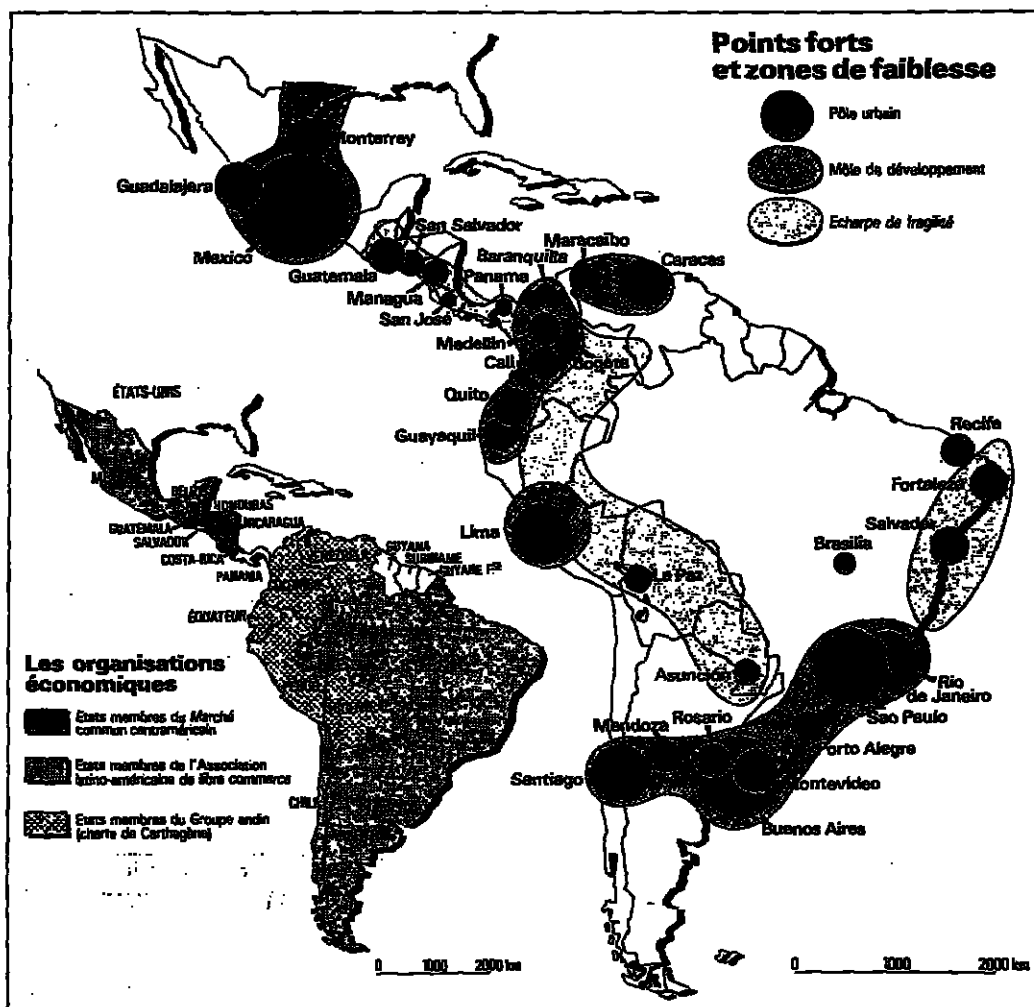 Points forts
et zones de faiblesse
Pôle urbain
Môle de développement
Echarpe de fragilité
Monterrey
Guadalajara
Mexico
San Salvador
Guatemala
Managua
San José
Panama
Baranquilla
Maracaïbo
Caracas
Medellin
Cali
Bogota
Quito
Guayaquil
Lima
La Paz
Brasilia
Recife
Fortaleza
Salvador
Asunción
Rio
de Janeiro
Sao Paulo
Porto Alegre
Montevideo
Buenos Aires
Rosario
Mendoza
Santiago
0 1000 2000 km
ÉTATS-UNIS
HONDURAS
NICARAGUA
GUATEMALA
SALVADOR
COSTA-RICA
PANAMA
GUYANA
SURINAME
GUYANE Fse
ÉQUATEUR
CHILI
Les organisations
économiques
Etats membres du Marché
commun centraméricain
Etats membres de l'Association
latino-américaine de libre commerce
Etats membres du Groupe andin
(charte de Carthagène)
0 1000 2000 km